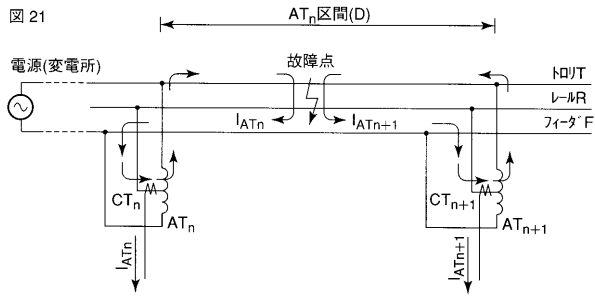 図 21
ATn区間(D)
電源(変電所)
故障点
トロリT
レールR
フィーダF
IATn
IATn+1
CTn
ATn
CTn+1
ATn+1
IATn
IATn+1